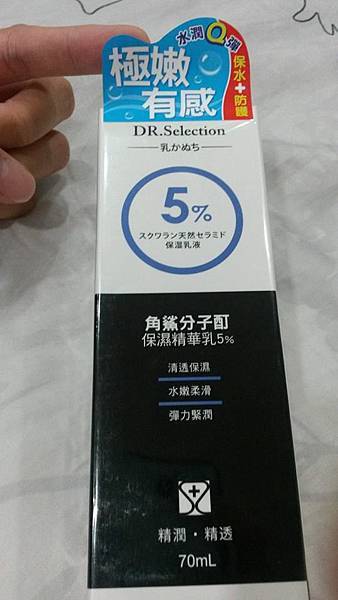 水潤Q彈
保水+防護
極嫩
有感
DR.Selection
乳かぬち
5%
スクワラン天然セラミド
保湿乳液
角鯊分子酊
保濕精華乳5%
清透保濕
水嫩柔滑
彈力緊潤
精潤・精透
70mL